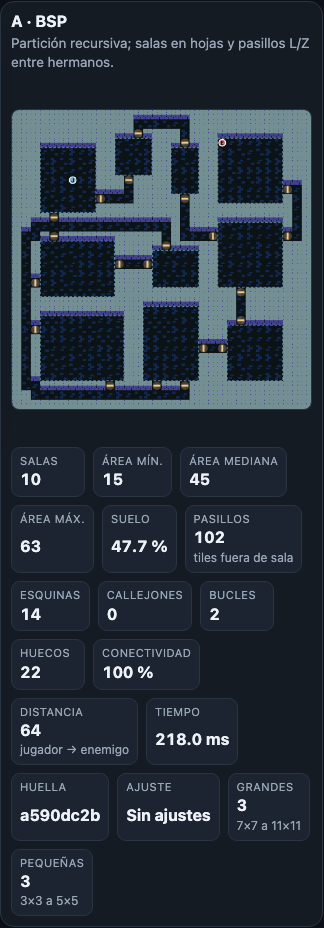 A · BSP
Partición recursiva; salas en hojas y pasillos L/Z
entre hermanos.
SALAS
10
ÁREA MÍN.
15
ÁREA MEDIANA
45
ÁREA MÁX.
63
SUELO
47.7 %
PASILLOS
102
tiles fuera de sala
ESQUINAS
14
CALLEJONES
0
BUCLES
2
HUECOS
22
CONECTIVIDAD
100 %
DISTANCIA
64
jugador → enemigo
TIEMPO
218.0 ms
HUELLA
a590dc2b
AJUSTE
Sin ajustes
GRANDES
3
7×7 a 11×11
PEQUEÑAS
3
3×3 a 5×5